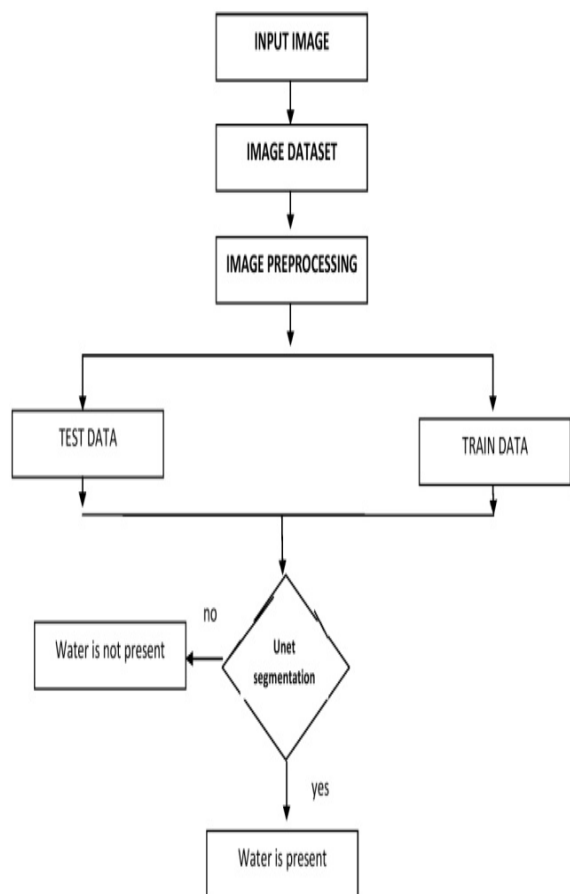 INPUT IMAGE
IMAGE DATASET
IMAGE PREPROCESSING
TEST DATA
TRAIN DATA
no
Water is not present
Unet
segmentation
yes
Water is present